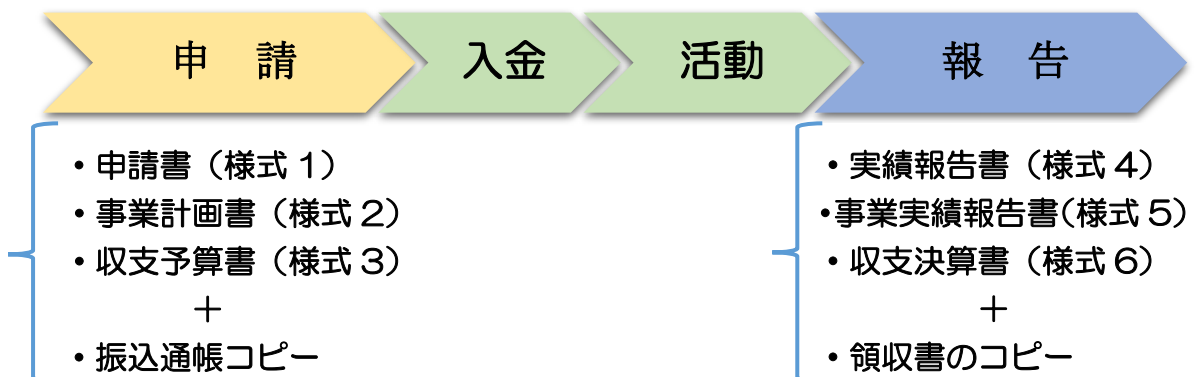 申 請
入金
活動
報 告
・申請書（様式1）
・事業計画書（様式2）
・収支予算書（様式3）
＋
・振込通帳コピー
・実績報告書（様式4）
・事業実績報告書（様式5）
・収支決算書（様式6）
＋
・領収書のコピー